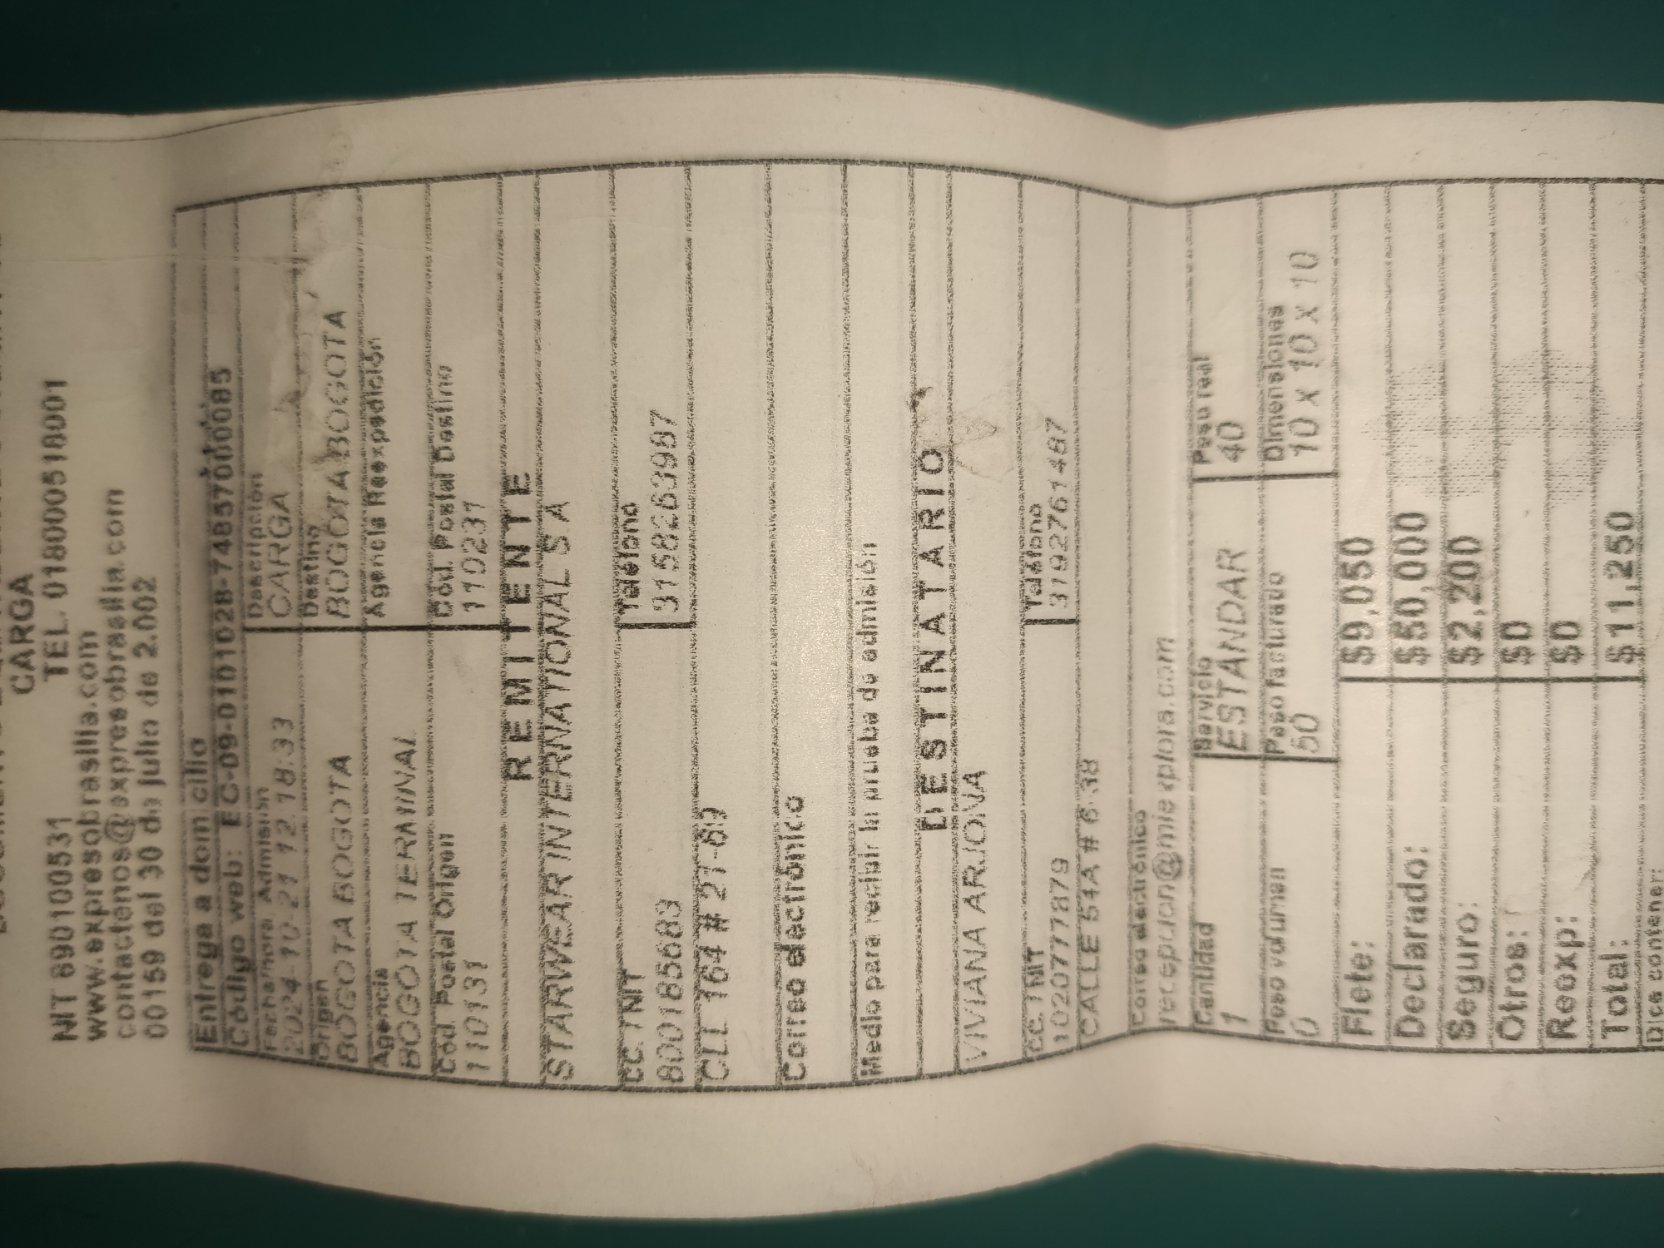 CARGA
NIT 890100531 TEL. 018000518001
www.expresobrasilia.com
contactenos@expresobrasilia.com
00159 del 30 de julio de 2.002
Entrega a domicilio
Código web: EC-09-010102B-7485700085
Fecha/hora Admisión Descripción
2024-10-21 12:18:33 CARGA
Origen Destino
BOGOTA BOGOTA BOGOTA BOGOTA
Agencia Agencia Reexpedición
BOGOTA TERMINAL
Cód. Postal Origen Cód. Postal Destino
110131 110231
REMITENTE
STARWEAR INTERNATIONAL S A
CC. / NIT Teléfono
800185683 3158263987
CLL 164 # 21-89
Correo electrónico
Medio para recibir la prueba de admisión
DESTINATARIO
VIVIANA ARJONA
CC. / NIT Teléfono
1020777879 3192761487
CALLE 54A # 6 38
Correo electrónico
recepcion@miexplora.com
Cantidad Servicio Peso real
1 ESTANDAR 40
Peso volumen Peso facturado Dimensiones
0 50 10 x 10 x 10
Flete: $9,050
Declarado: $50,000
Seguro: $2,200
Otros: $0
Reexp: $0
Total: $11,250
Dice contener: